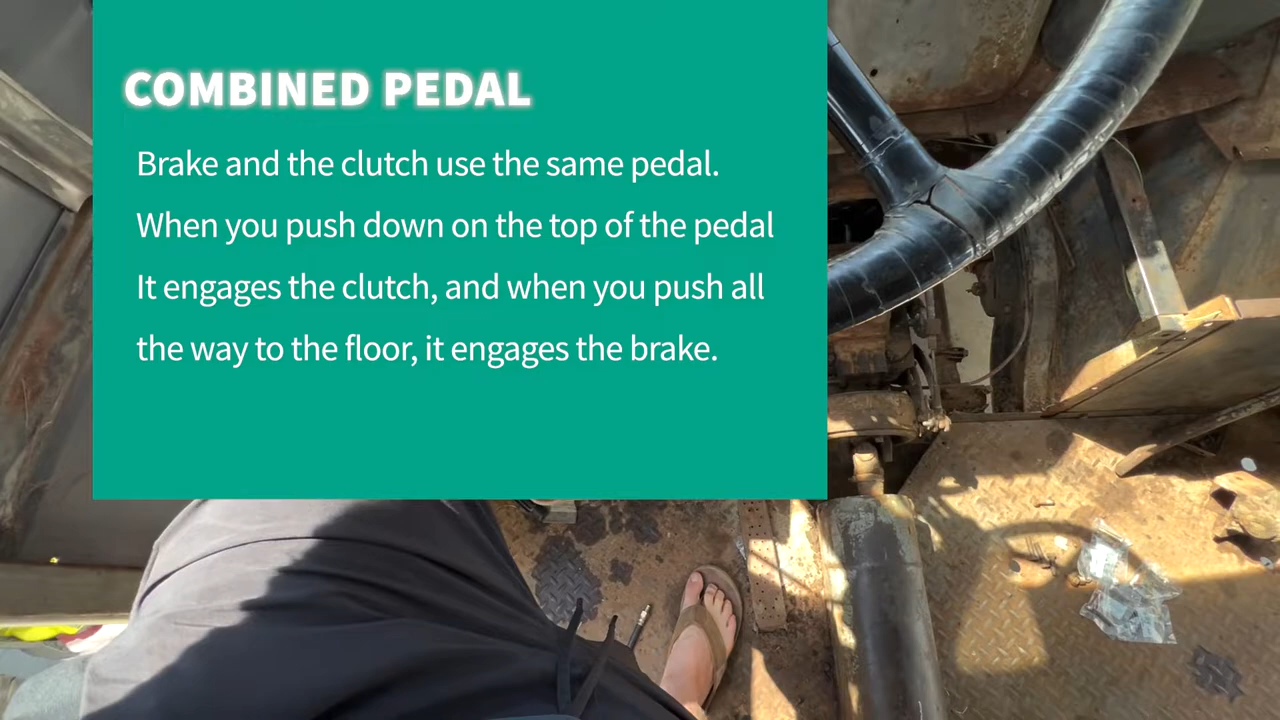 COMBINED PEDAL
Brake and the clutch use the same pedal.
When you push down on the top of the pedal
It engages the clutch, and when you push all
the way to the floor, it engages the brake.